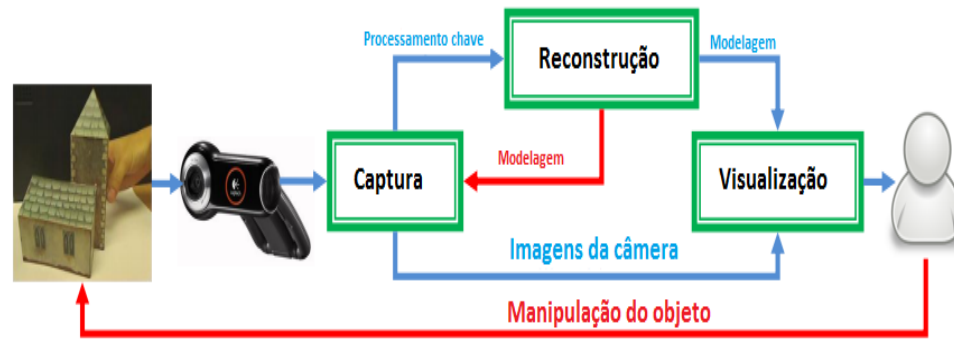 Processamento chave
Reconstrução
Modelagem
Captura
Modelagem
Visualização
Imagens da câmera
Manipulação do objeto